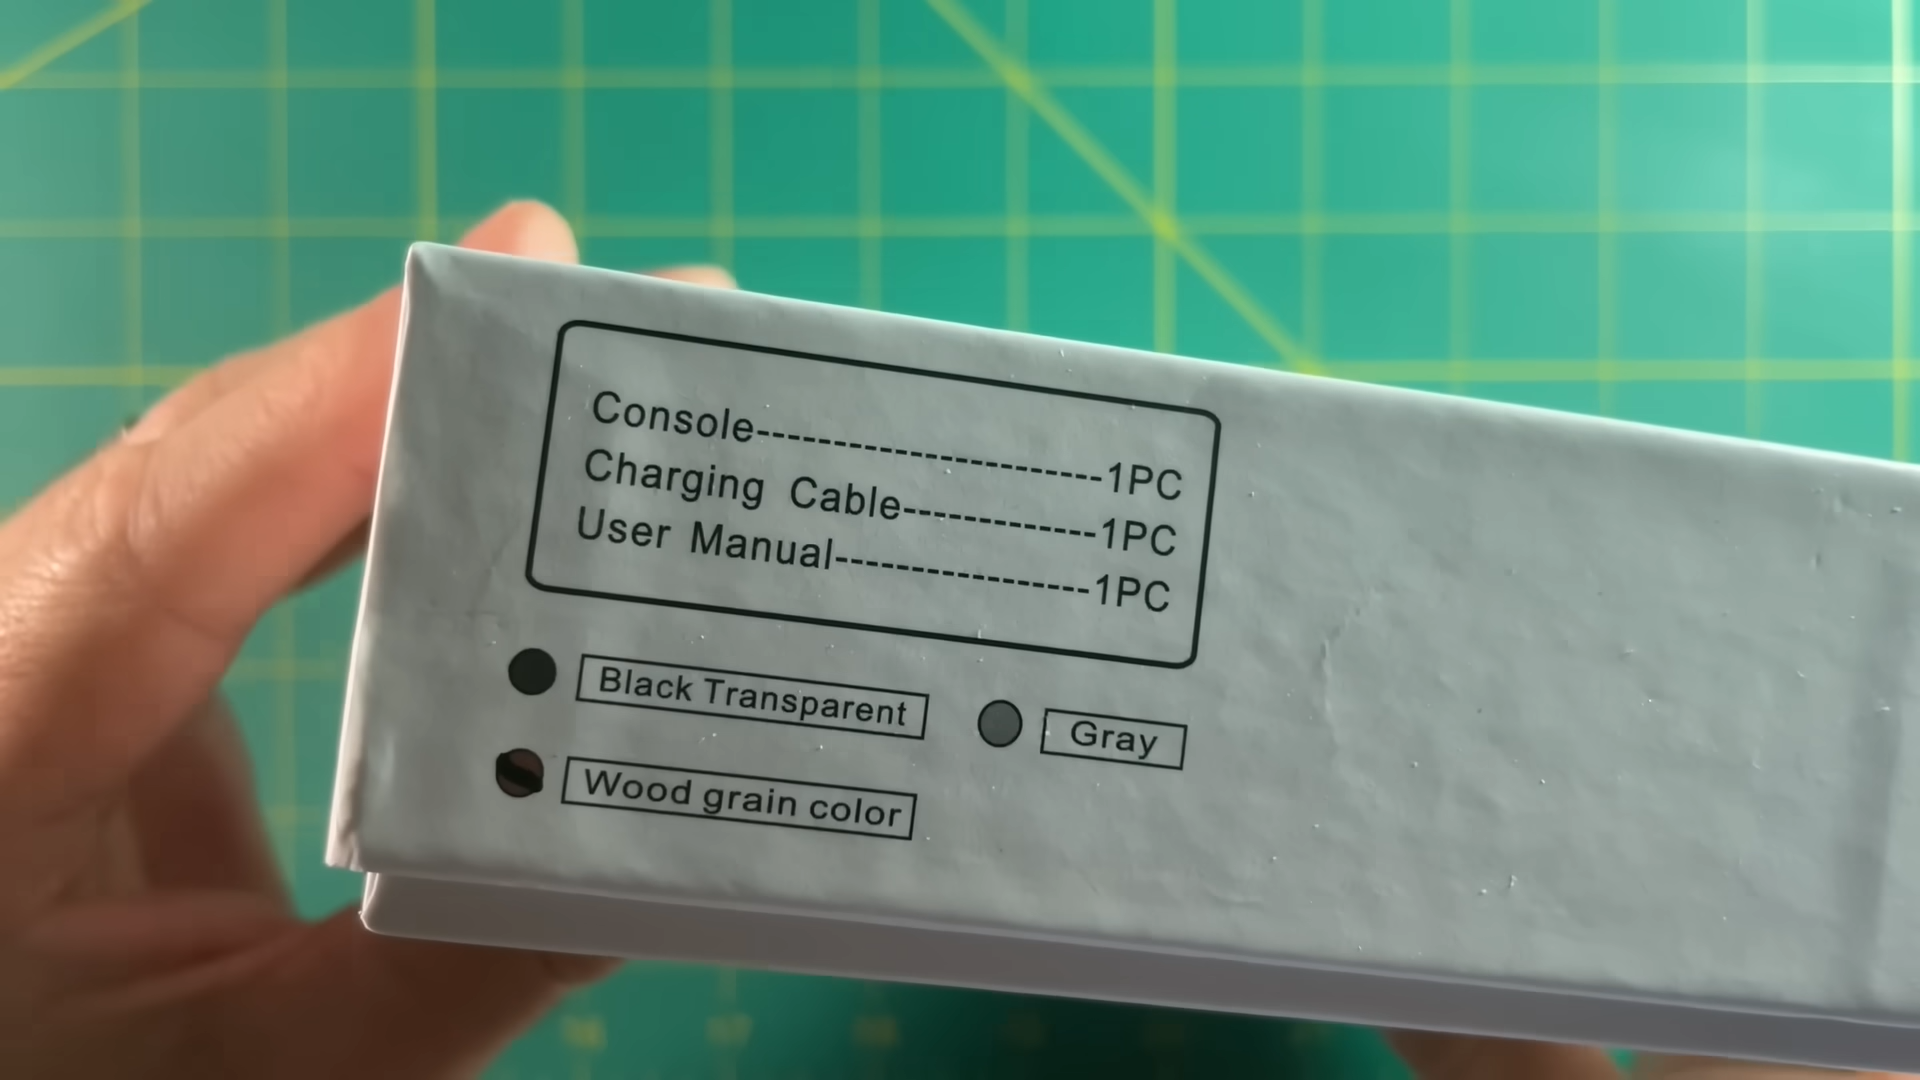 Console-----------------------1PC
Charging Cable-------------1PC
User Manual-----------------1PC
Black Transparent
Gray
Wood grain color